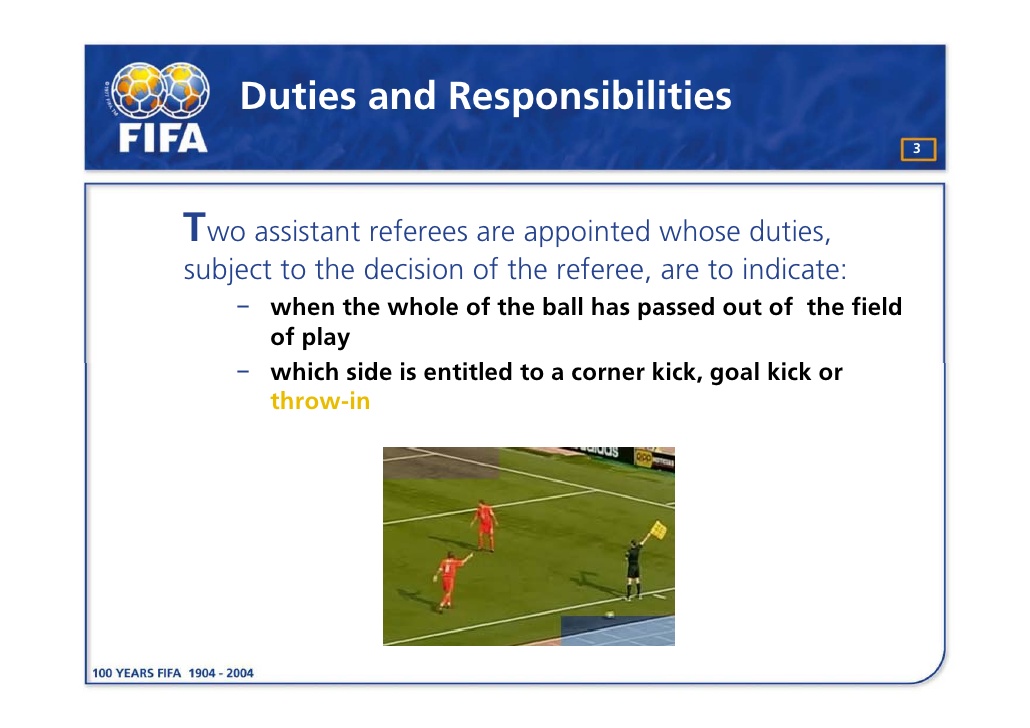 FIFA
Duties and Responsibilities
3
Two assistant referees are appointed whose duties,
subject to the decision of the referee, are to indicate:
– when the whole of the ball has passed out of  the field
of play
– which side is entitled to a corner kick, goal kick or
throw-in
adidas
100 YEARS FIFA  1904 - 2004